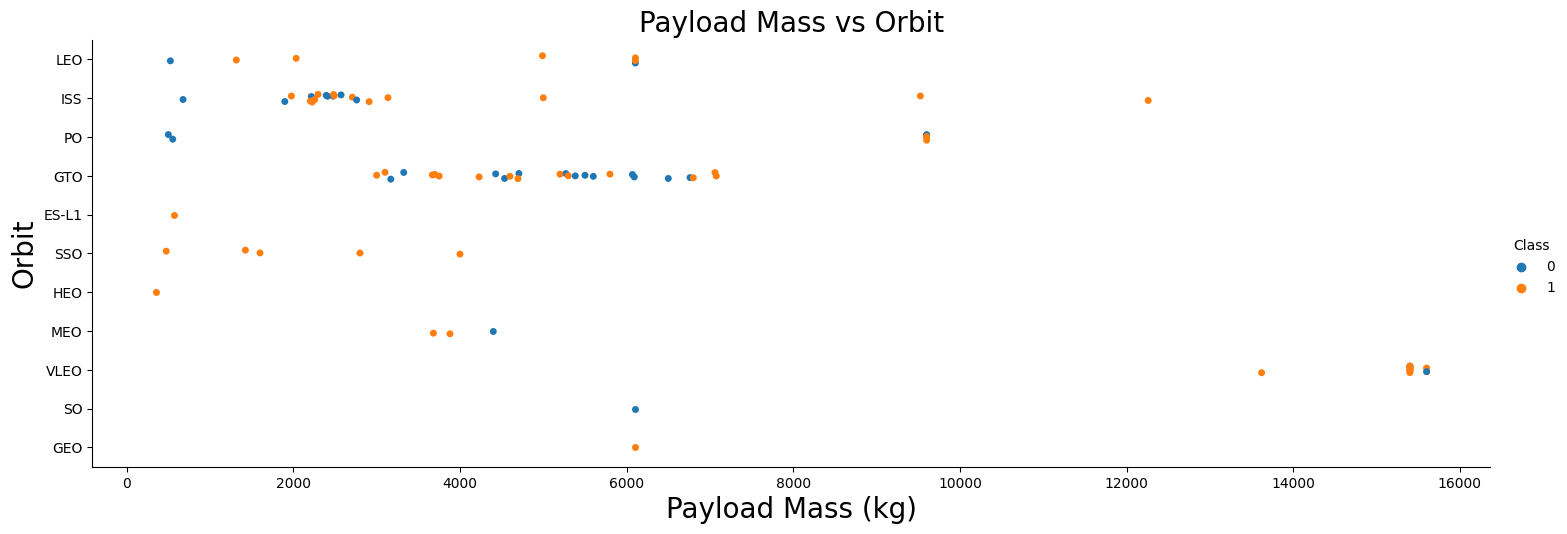 Payload Mass vs Orbit
Orbit
LEO
ISS
PO
GTO
ES-L1
SSO
HEO
MEO
VLEO
SO
GEO
0 2000 4000 6000 8000 10000 12000 14000 16000
Payload Mass (kg)
Class
0
1